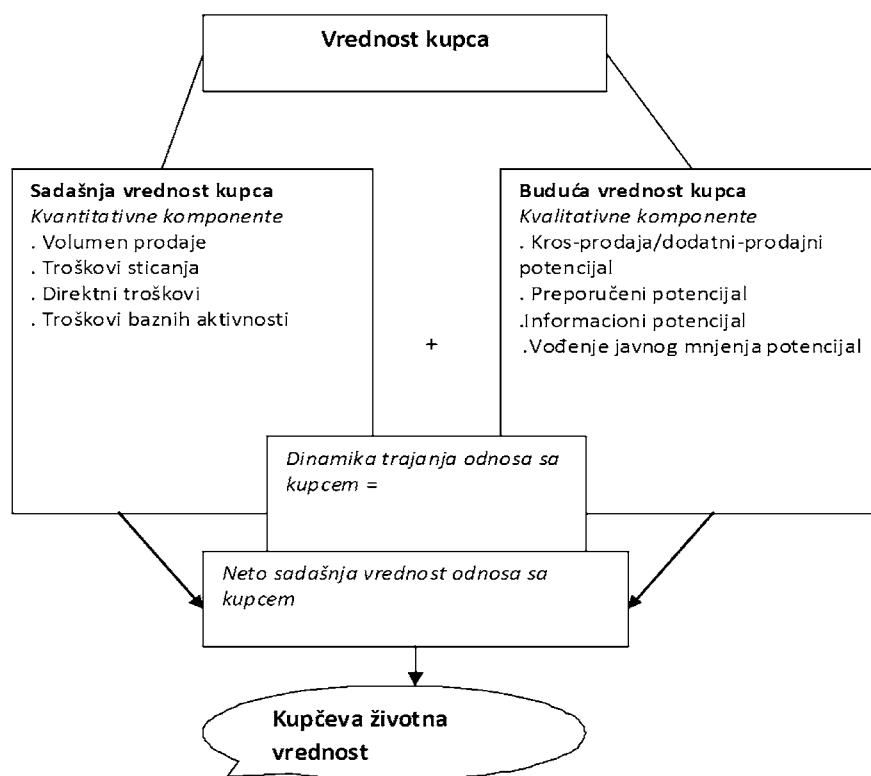 Vrednost kupca
Sadašnja vrednost kupca
Kvantitativne komponente
. Volumen prodaje
. Troškovi sticanja
. Direktni troškovi
. Troškovi baznih aktivnosti
+
Buduća vrednost kupca
Kvalitativne komponente
. Kros-prodaja/dodatni-prodajni
potencijal
. Preporučeni potencijal
.Informacioni potencijal
.Vođenje javnog mnjenja potencijal
Dinamika trajanja odnosa sa
kupcem =
Neto sadašnja vrednost odnosa sa
kupcem
Kupčeva životna
vrednost